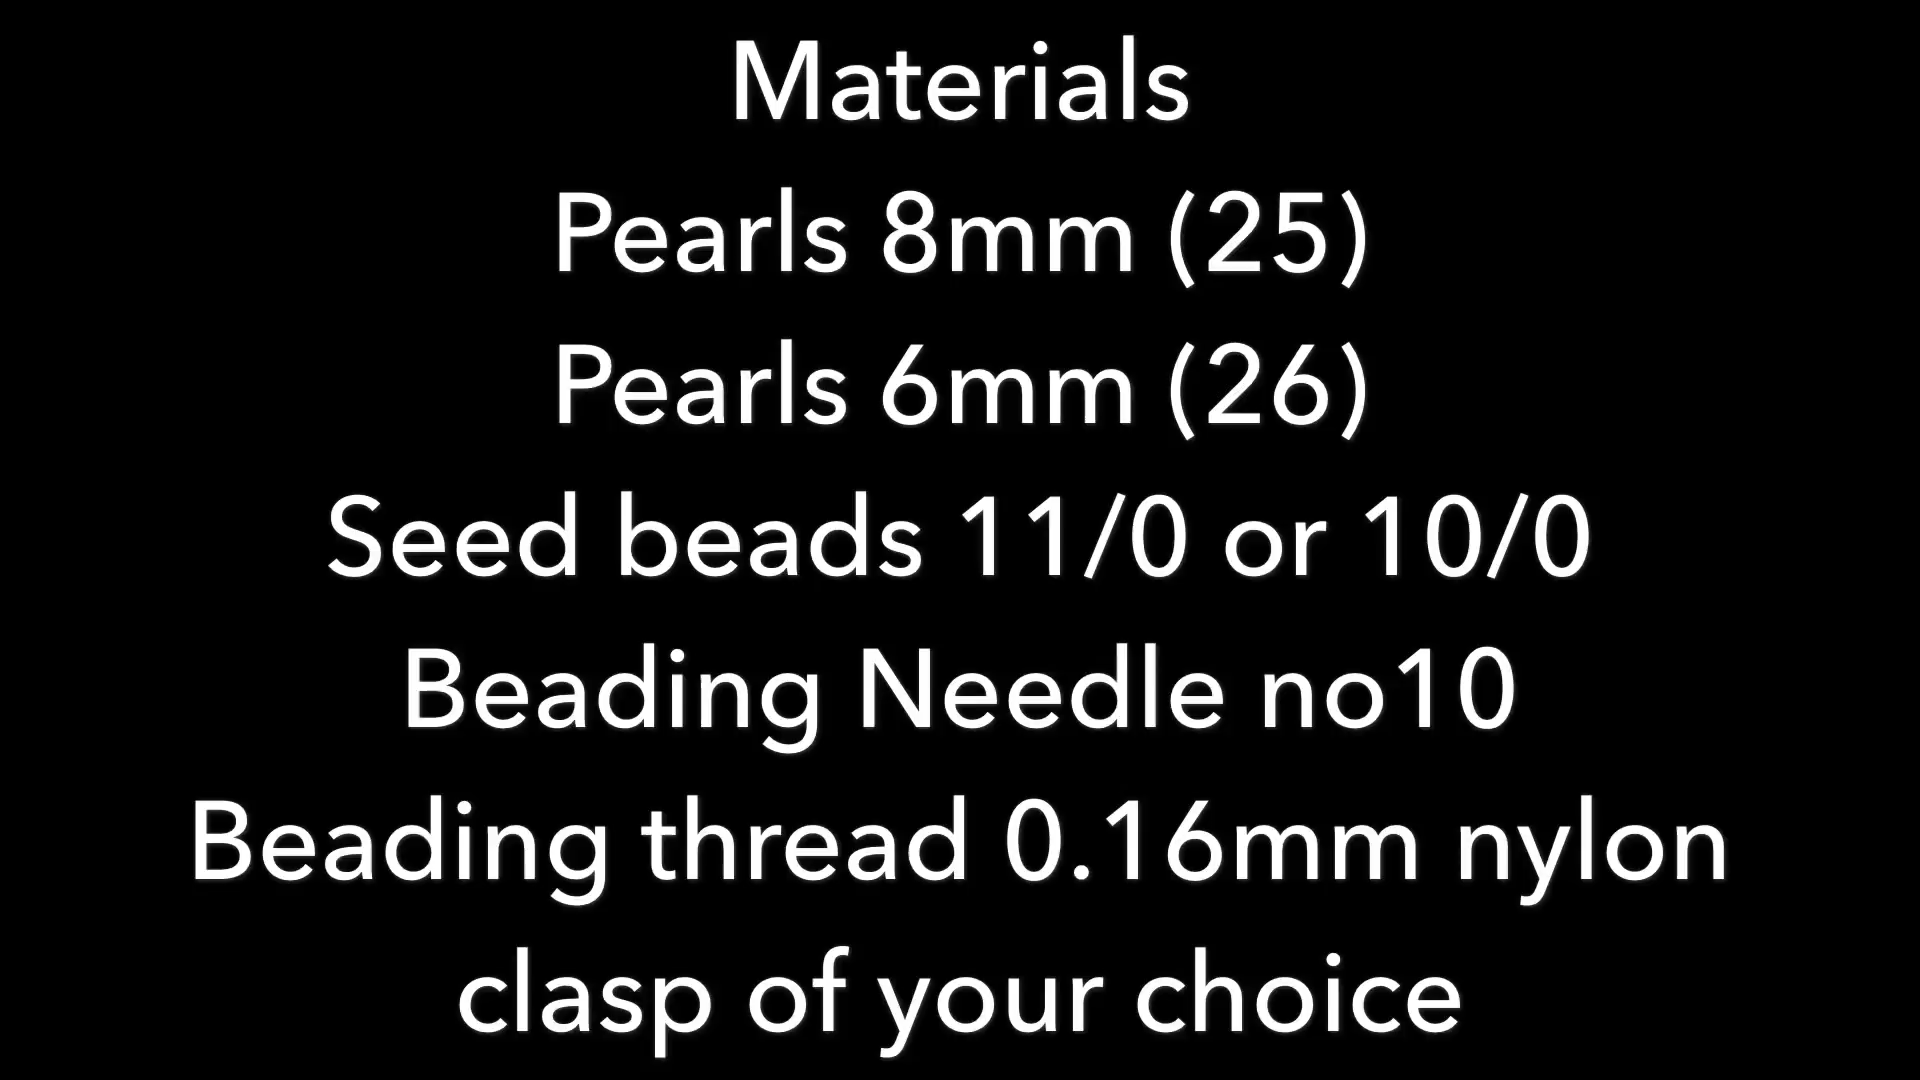 Materials
Pearls 8mm (25)
Pearls 6mm (26)
Seed beads 11/0 or 10/0
Beading Needle no10
Beading thread 0.16mm nylon
clasp of your choice